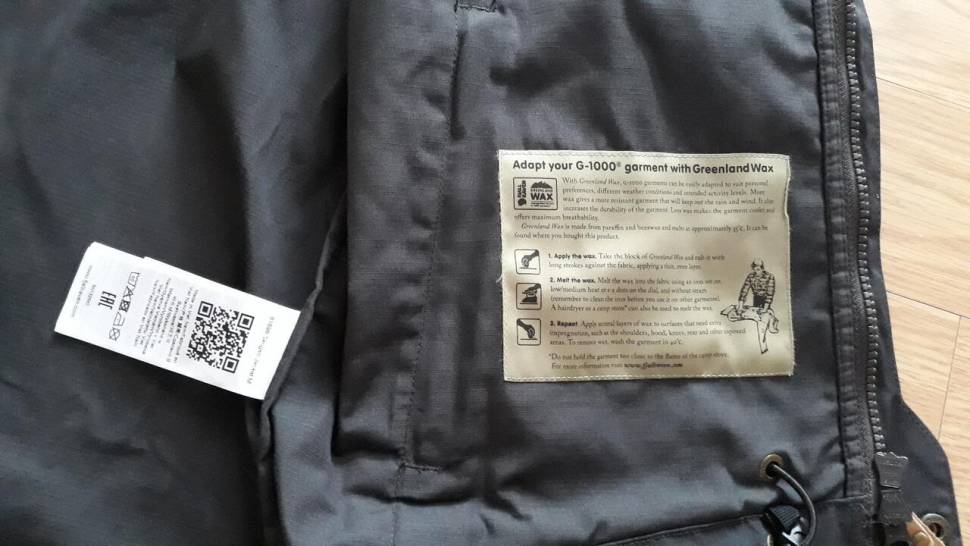 Adapt your G-1000® garment with Greenland Wax
FJÄLL
RÄVEN
GREENLAND
WAX
With Greenland Wax, G-1000 garment can be easily adapted to suit personal
preferences, different weather conditions and intended activity levels. More
wax gives a more resistant garment that will keep out the rain and wind. It also
increases the durability of the garment. Less wax makes the garment cooler and
offers maximum breathability.
Greenland Wax is made from paraffin and beeswax and melts at approximately
It can be
found where you bought this product.
1. Apply the wax. Take the block of Greenland Wax and rub it with
long strokes against the fabric, applying a thin, even layer.
2. Melt the wax. Melt the wax into the fabric using an iron set on
low/medium heat or 2 dots on the dial, and without steam
(remember to clean the iron before you use it on other garments).
A hairdryer or a camp stove* can also be used to melt the wax.
3. Repeat. Apply several layers of wax to surfaces that need extra
impregnation, such as the shoulders, hood, knees, rear and other exposed
areas. To remove wax, wash the garment in 40°C.
*Do not hold the garment too close to the flame of the camp stove.
For more information visit www.fjallraven.com
EAC